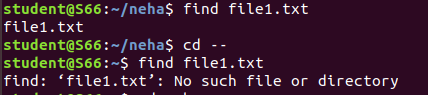 student@S66:~/neha$ find file1.txt
file1.txt
student@S66:~/neha$ cd --
student@S66:~$ find file1.txt
find: ‘file1.txt’: No such file or directory